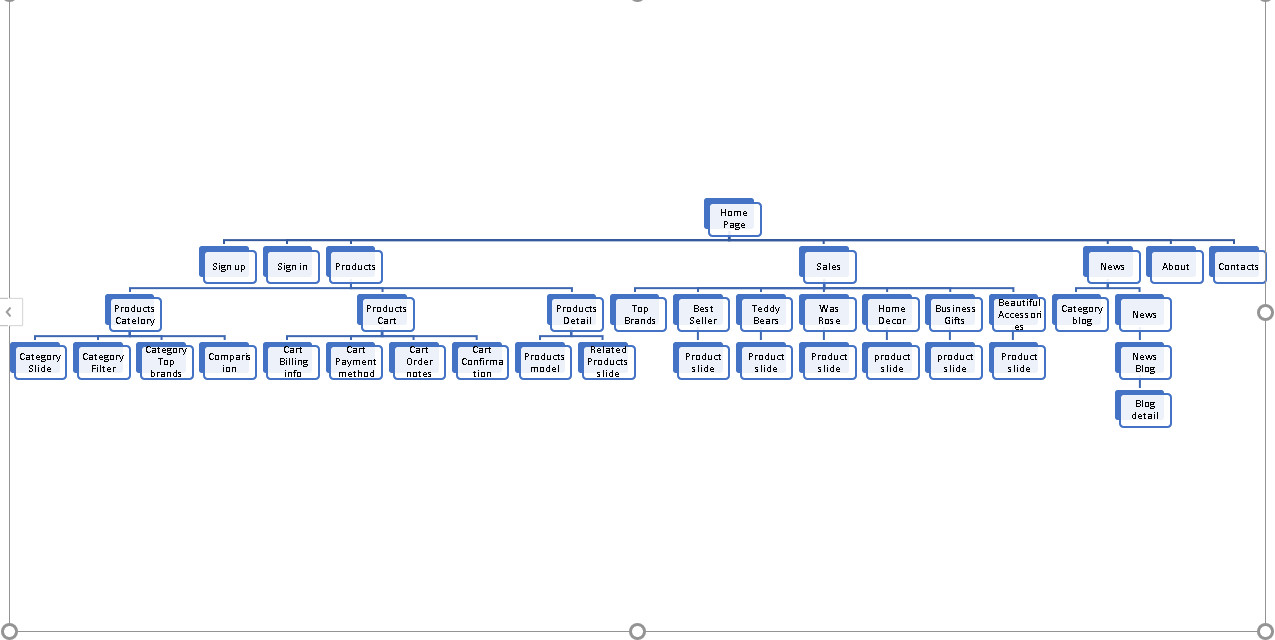 Home
Page
Sign up
Sign in
Products
Sales
News
About
Contacts
Products
Catelory
Products
Cart
Products
Detail
Top
Brands
Best
Seller
Teddy
Bears
Was
Rose
Home
Decor
Business
Gifts
Beautiful
Accessori
es
Category
blog
News
Category
Slide
Category
Filter
Category
Top
brands
Comparis
ion
Cart
Billing
info
Cart
Payment
method
Cart
Order
notes
Cart
Confirma
tion
Products
model
Related
Products
slide
Product
slide
Product
slide
Product
slide
product
slide
product
slide
Product
slide
News
Blog
Blog
detail